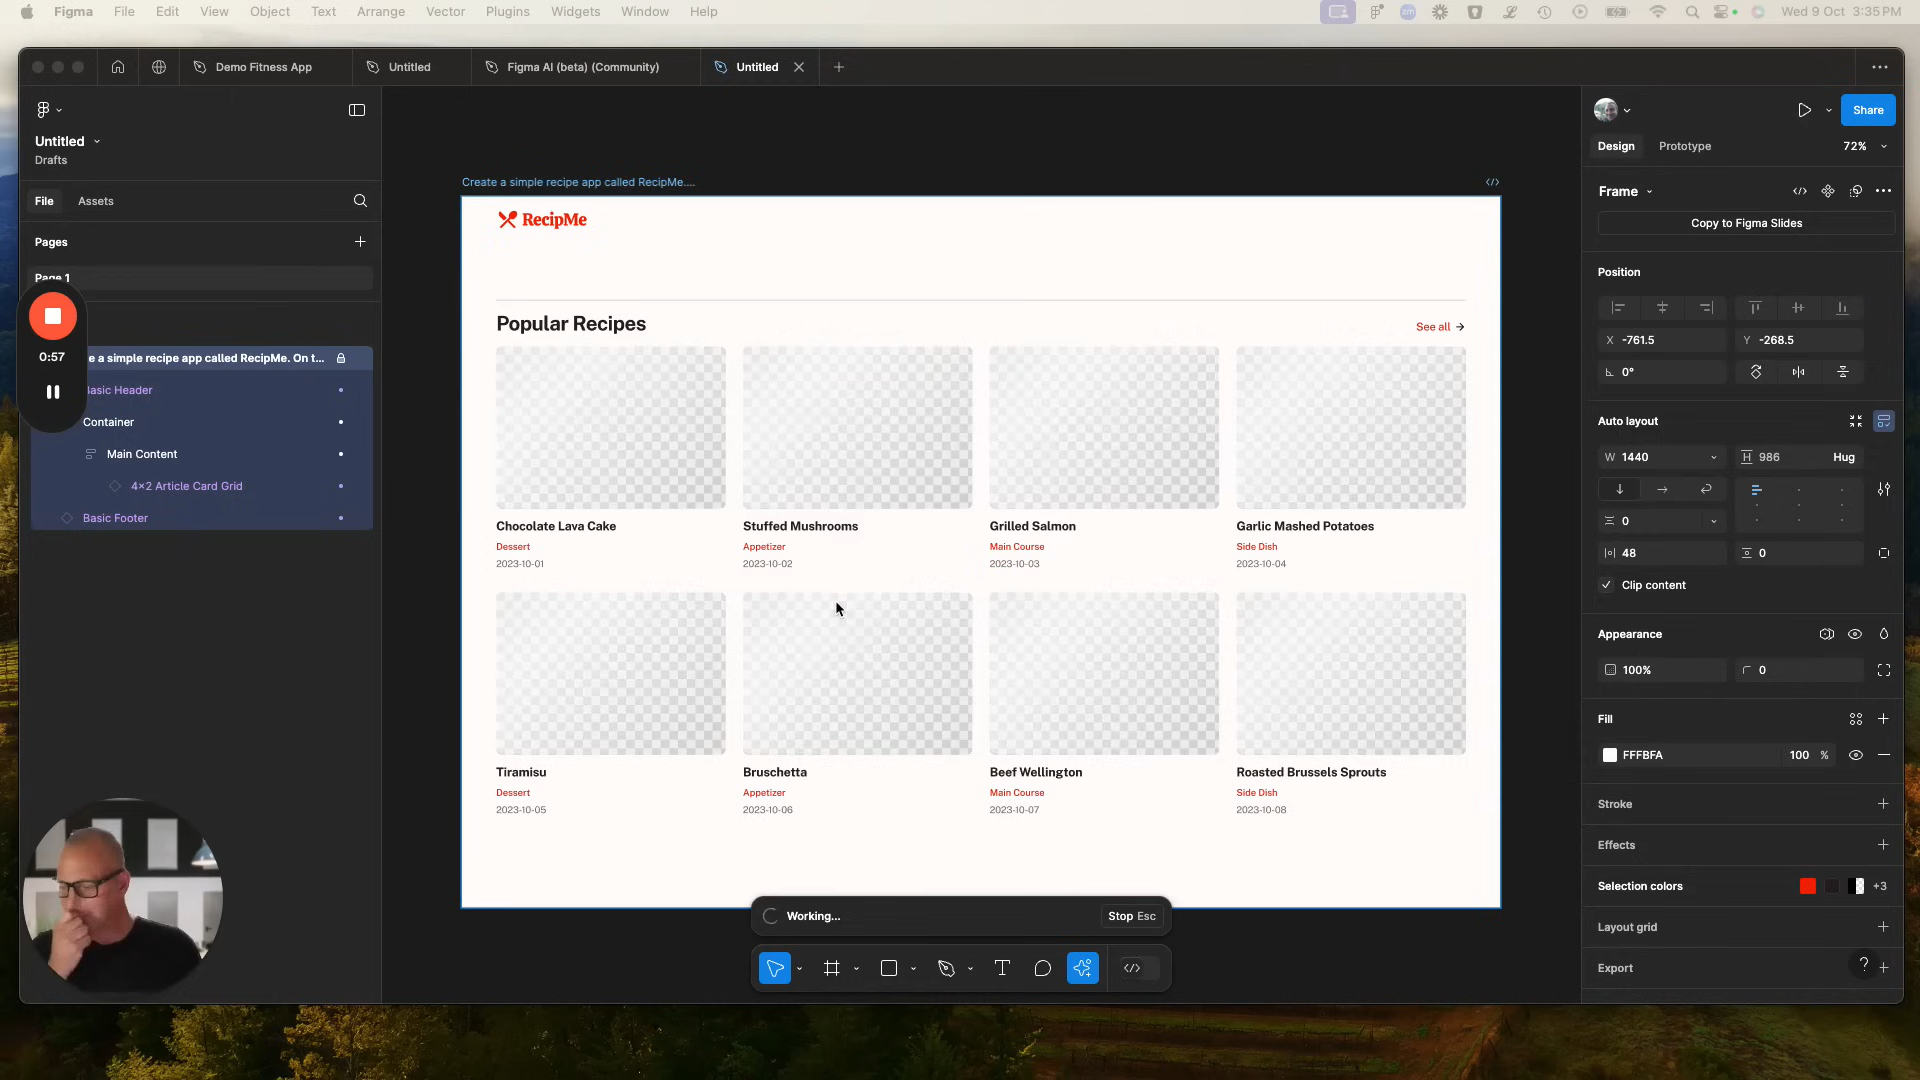 Figma File Edit View Object Text Arrange Vector Plugins Widgets Window Help zm Wed 9 Oct 3:35 PM
Demo Fitness App Untitled Figma AI (beta) (Community) Untitled
Untitled
Drafts
File Assets
Pages
Page 1
0:57
e a simple recipe app called RecipMe. On t...
Basic Header
Container
Main Content
4×2 Article Card Grid
Basic Footer
Create a simple recipe app called RecipMe....
RecipMe
Popular Recipes
See all
Chocolate Lava Cake
Dessert
2023-10-01
Stuffed Mushrooms
Appetizer
2023-10-02
Grilled Salmon
Main Course
2023-10-03
Garlic Mashed Potatoes
Side Dish
2023-10-04
Tiramisu
Dessert
2023-10-05
Bruschetta
Appetizer
2023-10-06
Beef Wellington
Main Course
2023-10-07
Roasted Brussels Sprouts
Side Dish
2023-10-08
Working...
Stop Esc
Share
Design Prototype 72%
Frame
Copy to Figma Slides
Position
X -761.5 Y -268.5
0°
Auto layout
W 1440 H 986 Hug
0
48 0
Clip content
Appearance
100% 0
Fill
FFFBFA 100 %
Stroke
Effects
Selection colors +3
Layout grid
Export ?